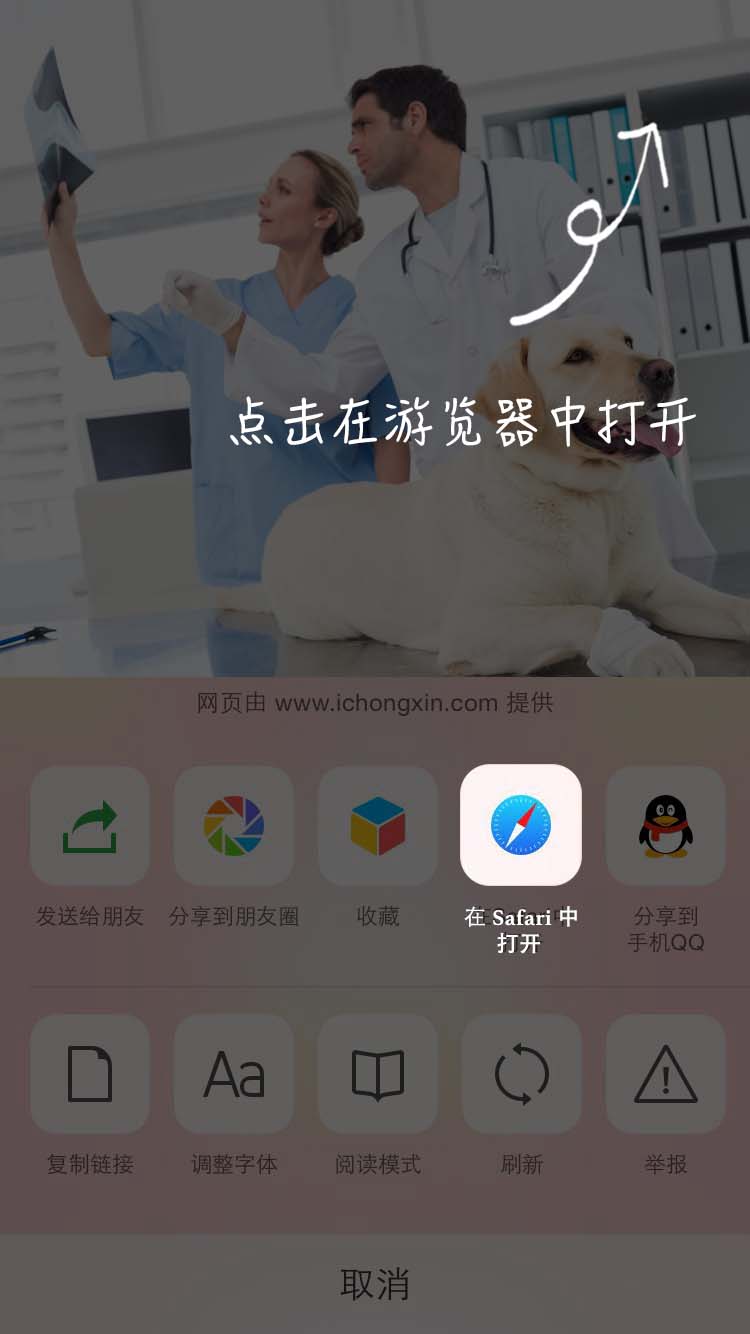 点击在游览器中打开
网页由 www.ichongxin.com 提供
发送给朋友
分享到朋友圈
收藏
在 Safari 中
打开
分享到
手机QQ
Aa
复制链接
调整字体
阅读模式
刷新
举报
取消